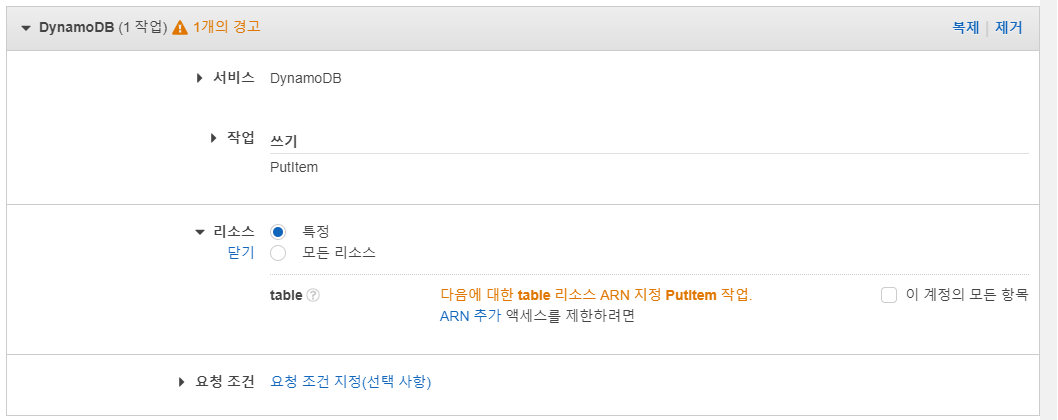 DynamoDB (1 작업) 1개의 경고 복제 | 제거
서비스 DynamoDB
작업 쓰기
PutItem
리소스 특정
닫기 모든 리소스
table ? 다음에 대한 table 리소스 ARN 지정 PutItem 작업. 이 계정의 모든 항목
ARN 추가 액세스를 제한하려면
요청 조건 요청 조건 지정(선택 사항)